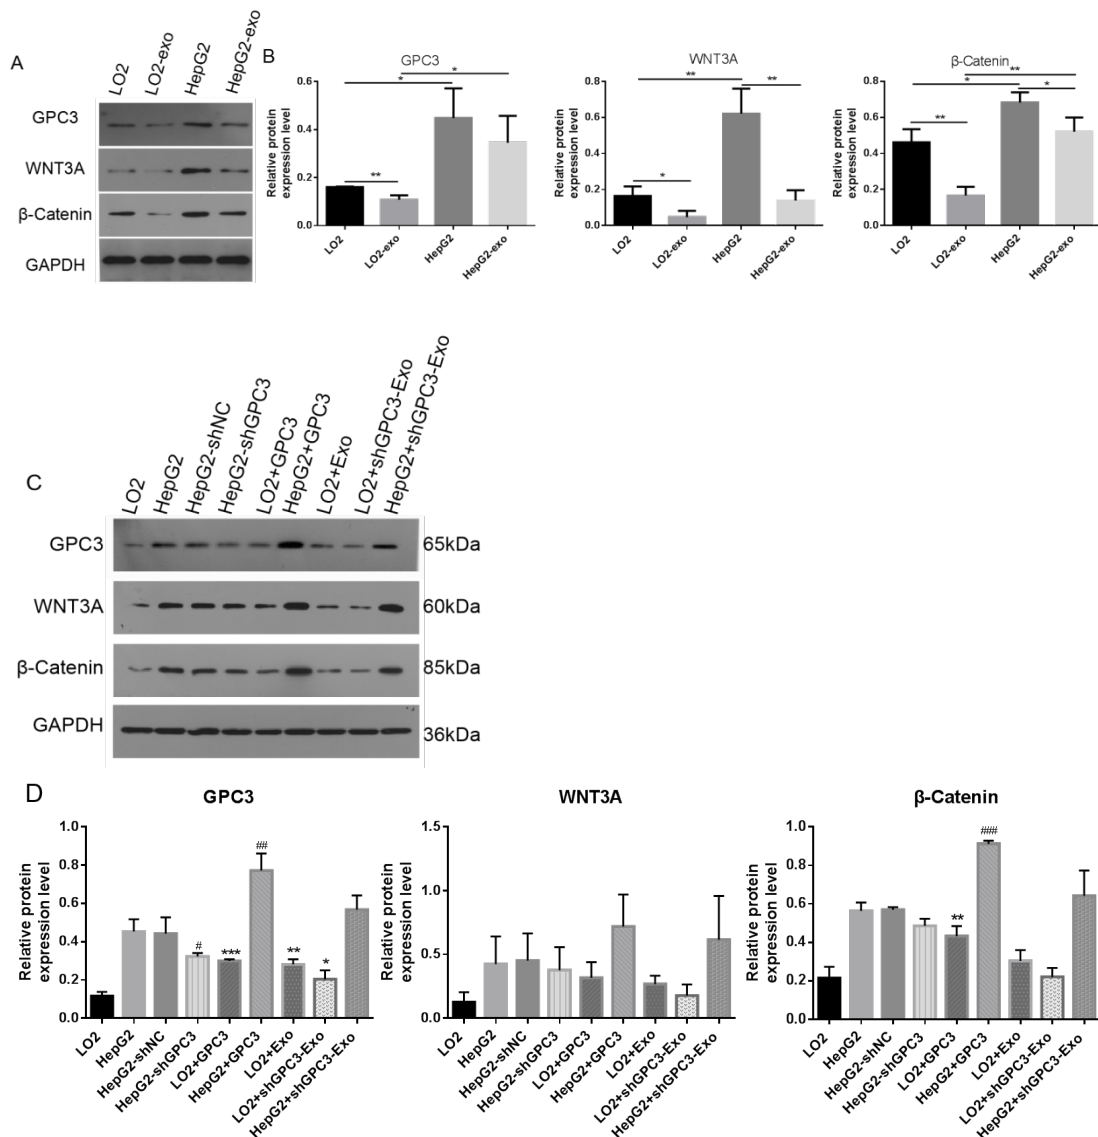 A
LO2
LO2-exo
HepG2
HepG2-exo
GPC3
WNT3A
β-Catenin
GAPDH
B
GPC3
Relative protein
expression level
0.6
0.4
0.2
0.0
*
*
**
LO2
LO2-exo
HepG2
HepG2-exo
WNT3A
Relative protein
expression level
0.8
0.6
0.4
0.2
0.0
**
**
*
LO2
LO2-exo
HepG2
HepG2-exo
β-Catenin
Relative protein
expression level
0.8
0.6
0.4
0.2
0.0
**
*
*
**
LO2
LO2-exo
HepG2
HepG2-exo
C
LO2
HepG2
HepG2-shNC
HepG2-shGPC3
LO2+GPC3
HepG2+GPC3
LO2+Exo
LO2+shGPC3-Exo
HepG2+shGPC3-Exo
GPC3
65kDa
WNT3A
60kDa
β-Catenin
85kDa
GAPDH
36kDa
D
GPC3
Relative protein
expression level
1.0
0.8
0.6
0.4
0.2
0.0
#
***
##
**
*
LO2
HepG2
HepG2-shNC
HepG2-shGPC3
LO2+GPC3
HepG2+GPC3
LO2+Exo
LO2+shGPC3-Exo
HepG2+shGPC3-Exo
WNT3A
Relative protein
expression level
1.5
1.0
0.5
0.0
LO2
HepG2
HepG2-shNC
HepG2-shGPC3
LO2+GPC3
HepG2+GPC3
LO2+Exo
LO2+shGPC3-Exo
HepG2+shGPC3-Exo
β-Catenin
Relative protein
expression level
1.0
0.8
0.6
0.4
0.2
0.0
**
###
LO2
HepG2
HepG2-shNC
HepG2-shGPC3
LO2+GPC3
HepG2+GPC3
LO2+Exo
LO2+shGPC3-Exo
HepG2+shGPC3-Exo